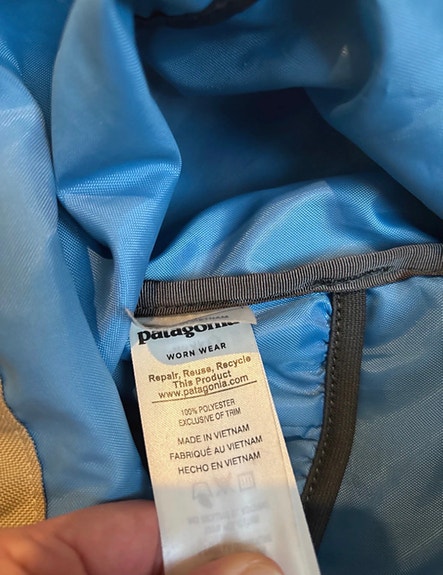 patagonia
WORN WEAR
Repair, Reuse, Recycle
This Product
www.patagonia.com
100% POLYESTER
EXCLUSIVE OF TRIM
MADE IN VIETNAM
FABRIQUÉ AU VIETNAM
HECHO EN VIETNAM